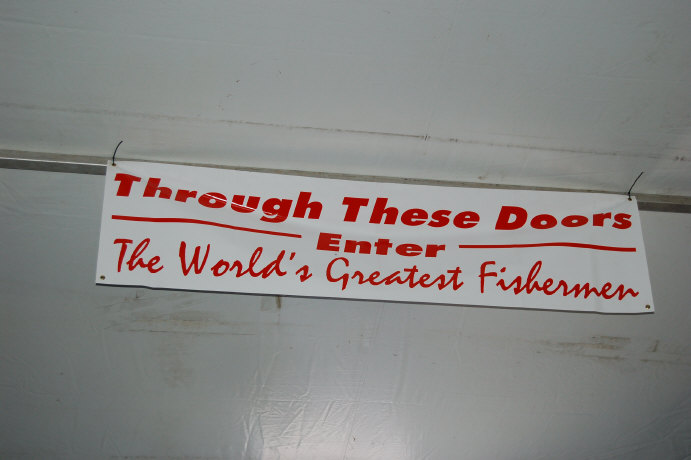 Through These Doors
Enter
The World's Greatest Fishermen